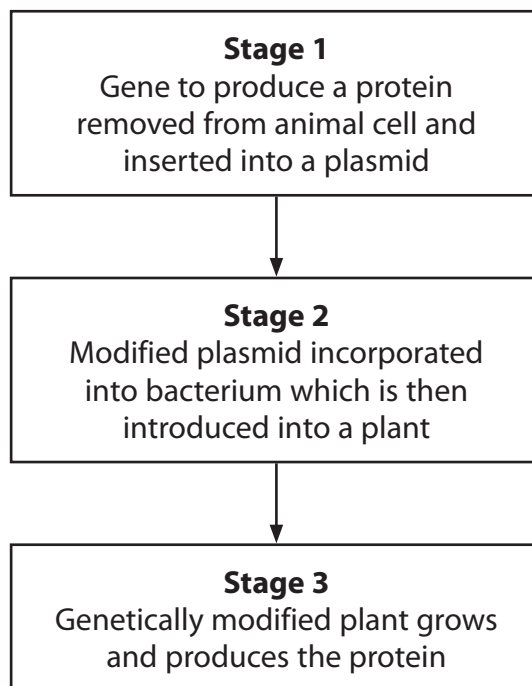 Stage 1
Gene to produce a protein
removed from animal cell and
inserted into a plasmid
Stage 2
Modified plasmid incorporated
into bacterium which is then
introduced into a plant
Stage 3
Genetically modified plant grows
and produces the protein